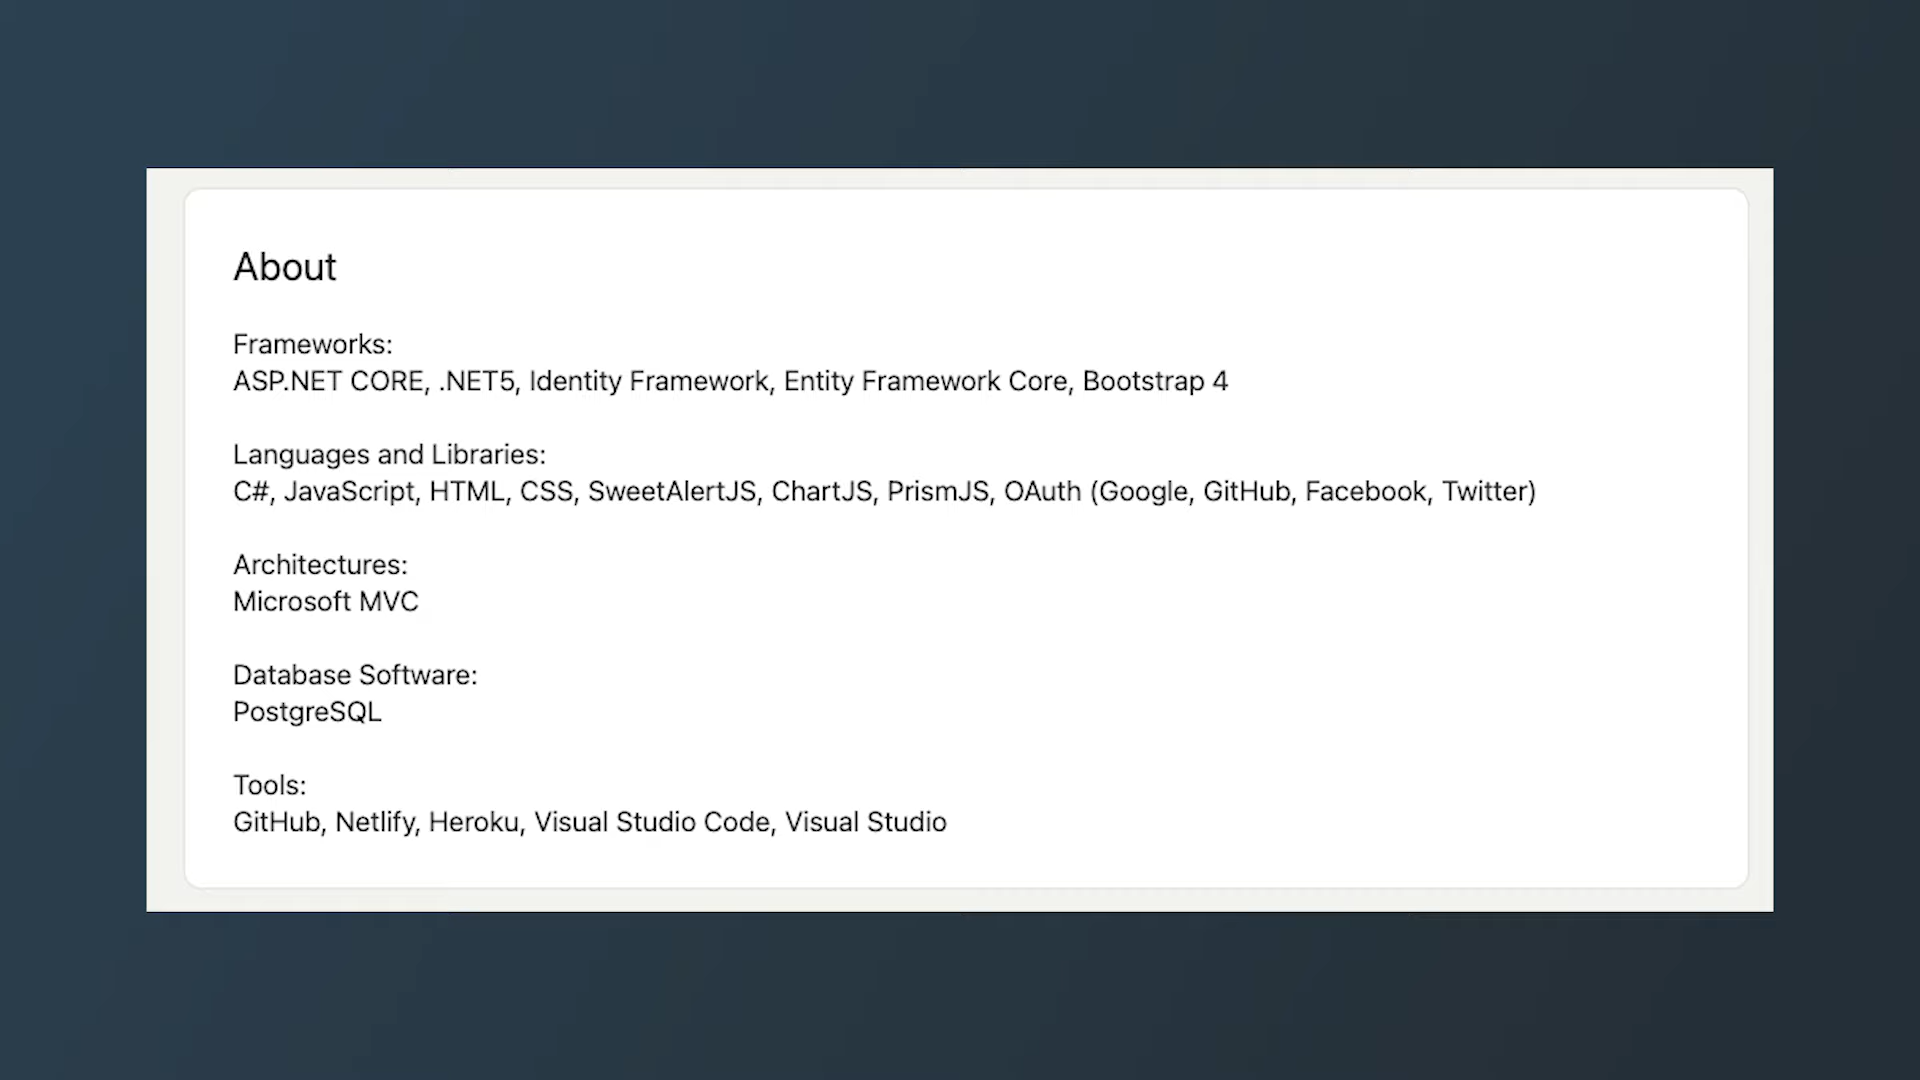 About
Frameworks:
ASP.NET CORE, .NET5, Identity Framework, Entity Framework Core, Bootstrap 4
Languages and Libraries:
C#, JavaScript, HTML, CSS, SweetAlertJS, ChartJS, PrismJS, OAuth (Google, GitHub, Facebook, Twitter)
Architectures:
Microsoft MVC
Database Software:
PostgreSQL
Tools:
GitHub, Netlify, Heroku, Visual Studio Code, Visual Studio